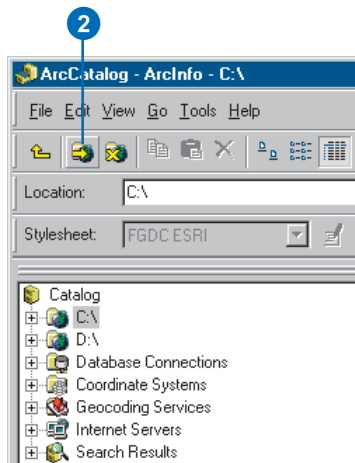 2
ArcCatalog - ArcInfo - C:\
File Edit View Go Tools Help
Location: C:\
Stylesheet: FGDC ESRI
Catalog
C:\
D:\
Database Connections
Coordinate Systems
Geocoding Services
Internet Servers
Search Results